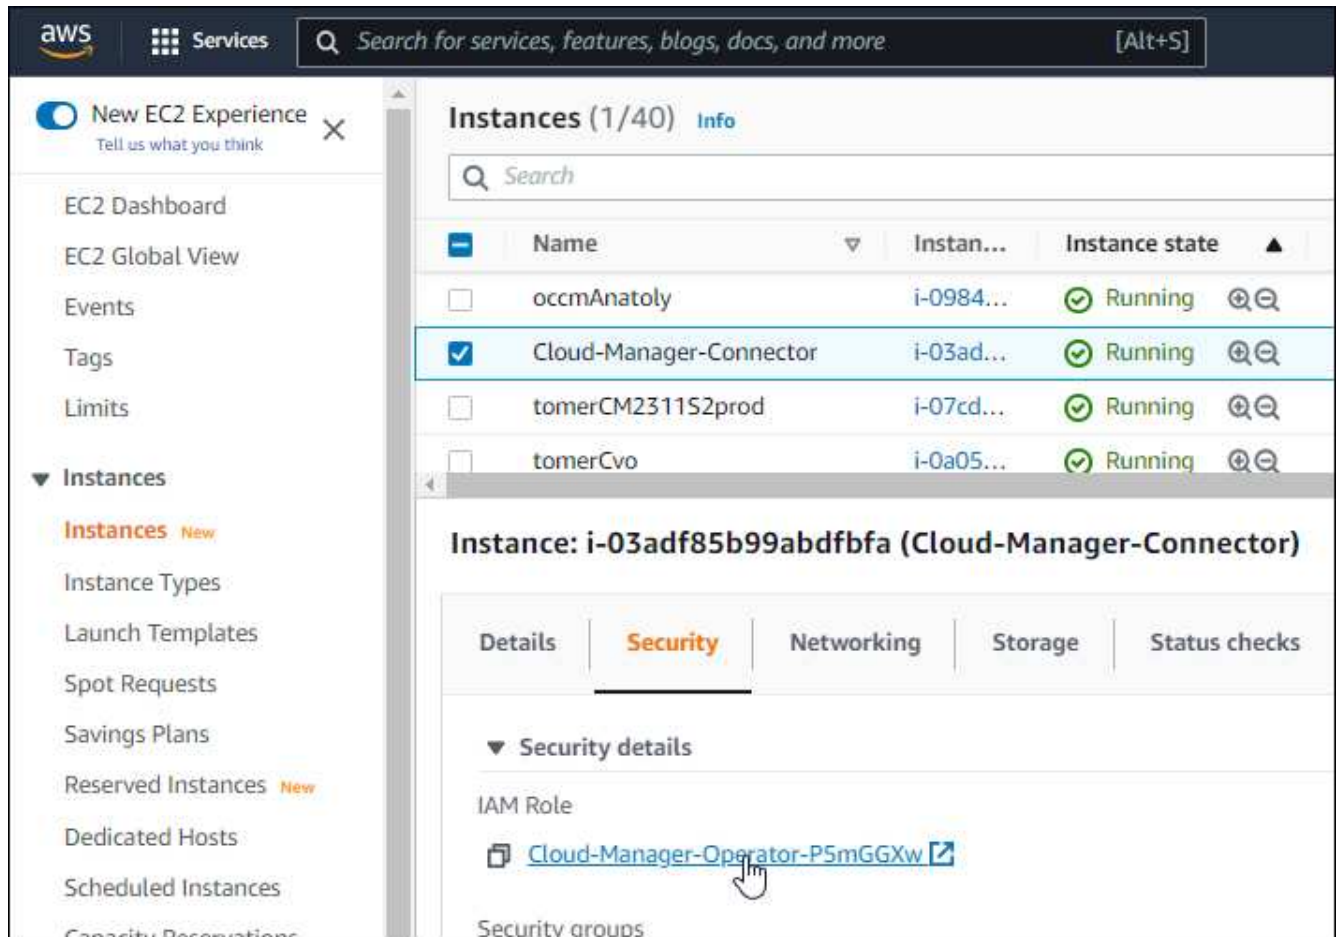 aws
Services
Search for services, features, blogs, docs, and more
[Alt+S]
New EC2 Experience
Tell us what you think
EC2 Dashboard
EC2 Global View
Events
Tags
Limits
Instances
Instances New
Instance Types
Launch Templates
Spot Requests
Savings Plans
Reserved Instances New
Dedicated Hosts
Scheduled Instances
Capacity Reservations
Instances (1/40) Info
Search
Name Instan... Instance state
occmAnatoly i-0984... Running
Cloud-Manager-Connector i-03ad... Running
tomerCM2311S2prod i-07cd... Running
tomerCvo i-0a05... Running
Instance: i-03adf85b99abdfbfa (Cloud-Manager-Connector)
Details Security Networking Storage Status checks
Security details
IAM Role
Cloud-Manager-Operator-P5mGGXw
Security groups